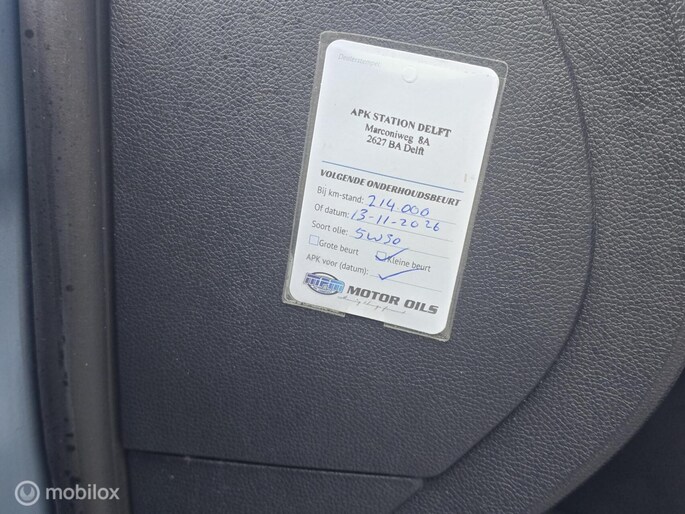 APK STATION DELFT
Marconiweg 8A
2627 BA Delft
VOLGENDE ONDERHOUDSBEURT
Bij km-stand: 214.000
Of datum: 13-11-2026
Soort olie: 5W30
Grote beurt Kleine beurt
APK voor (datum):
MPM MOTOR OILS
mobilox